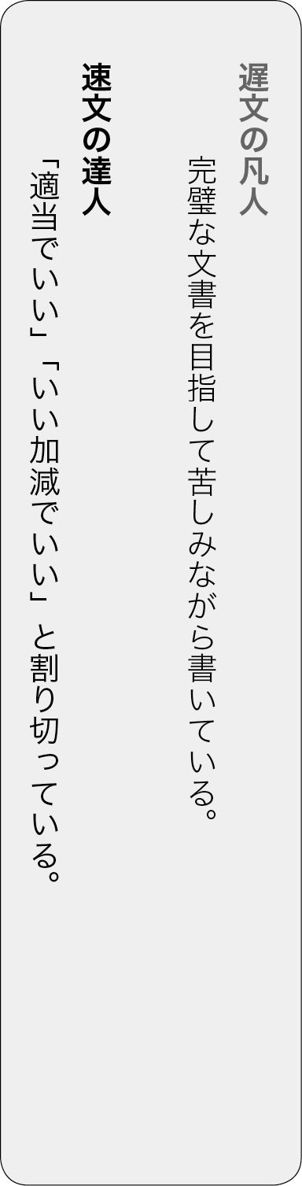 遅文の凡人
完璧な文書を目指して苦しみながら書いている。
速文の達人
「適当でいい」「いい加減でいい」と割り切っている。